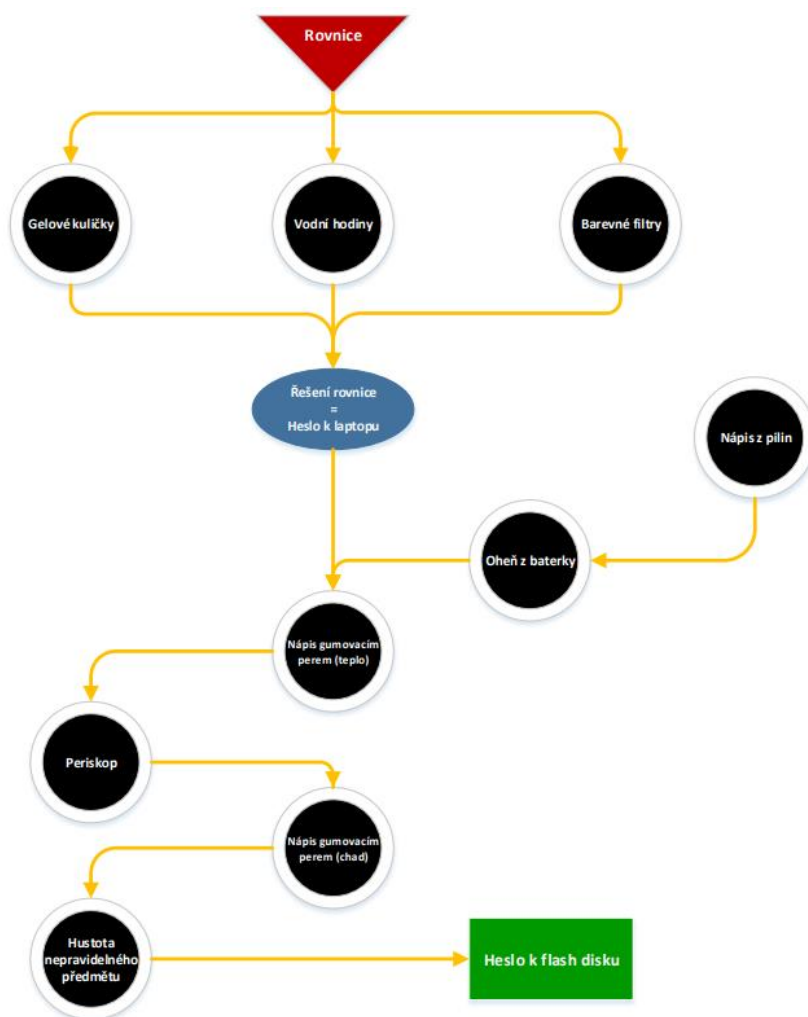 Rovnice
Gelové kuličky
Vodní hodiny
Barevné filtry
Řešení rovnice
=
Heslo k laptopu
Nápis z pilin
Oheň z baterky
Nápis gumovacím
perem (teplo)
Periskop
Nápis gumovacím
perem (chad)
Hustota
nepravidelného
předmětu
Heslo k flash disku